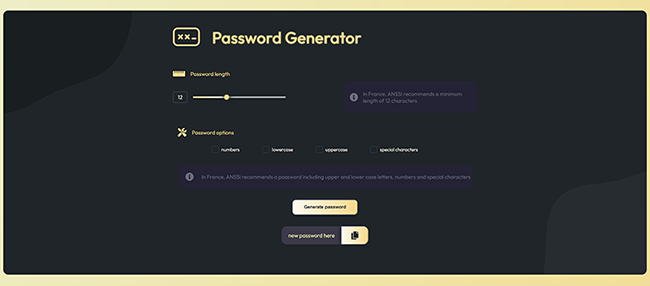 Password Generator
Password length
12
In France, ANSSI recommends a minimum
length of 12 characters
Password options
numbers
lowercase
uppercase
special characters
In France, ANSSI recommends a password including upper and lower case letters, numbers and special characters
Generate password
new password here